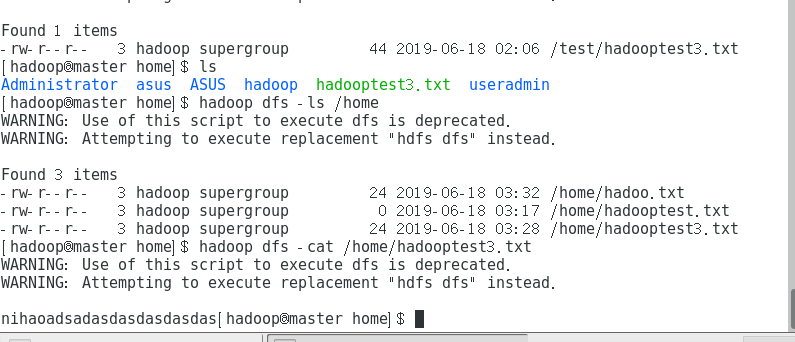 Found 1 items
-rw-r--r--   3 hadoop supergroup         44 2019-06-18 02:06 /test/hadooptest3.txt
[hadoop@master home]$ ls
Administrator  asus  ASUS  hadoop  hadooptest3.txt  useradmin
[hadoop@master home]$ hadoop dfs -ls /home
WARNING: Use of this script to execute dfs is deprecated.
WARNING: Attempting to execute replacement "hdfs dfs" instead.
Found 3 items
-rw-r--r--   3 hadoop supergroup         24 2019-06-18 03:32 /home/hadoo.txt
-rw-r--r--   3 hadoop supergroup          0 2019-06-18 03:17 /home/hadooptest.txt
-rw-r--r--   3 hadoop supergroup         24 2019-06-18 03:28 /home/hadooptest3.txt
[hadoop@master home]$ hadoop dfs -cat /home/hadooptest3.txt
WARNING: Use of this script to execute dfs is deprecated.
WARNING: Attempting to execute replacement "hdfs dfs" instead.
nihaoadsadasdasdasdasdas[hadoop@master home]$